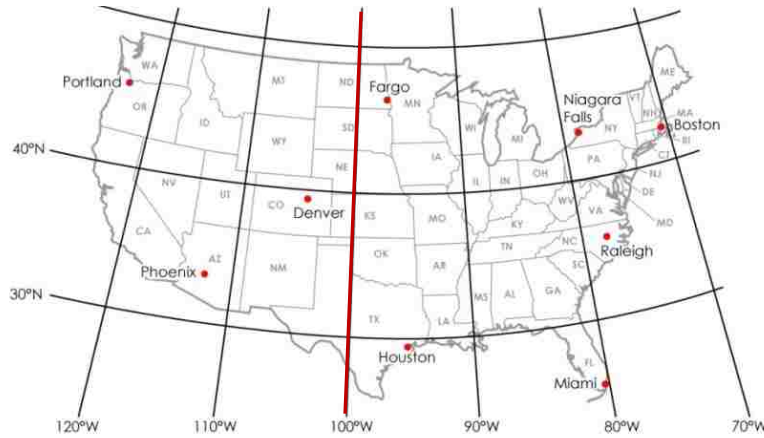 WA
Portland
OR
MT
ND
Fargo
MN
ID
SD
WY
WI
MI
Niagara
Falls
NY
VT
NH
ME
MA
Boston
RI
CT
40°N
NE
IA
PA
NJ
NV
UT
CO
Denver
KS
MO
IL
IN
OH
WV
VA
DE
MD
KY
CA
AZ
Phoenix
NM
OK
AR
TN
NC
Raleigh
SC
30°N
TX
LA
MS
AL
GA
Houston
FL
Miami
120°W
110°W
100°W
90°W
80°W
70°W